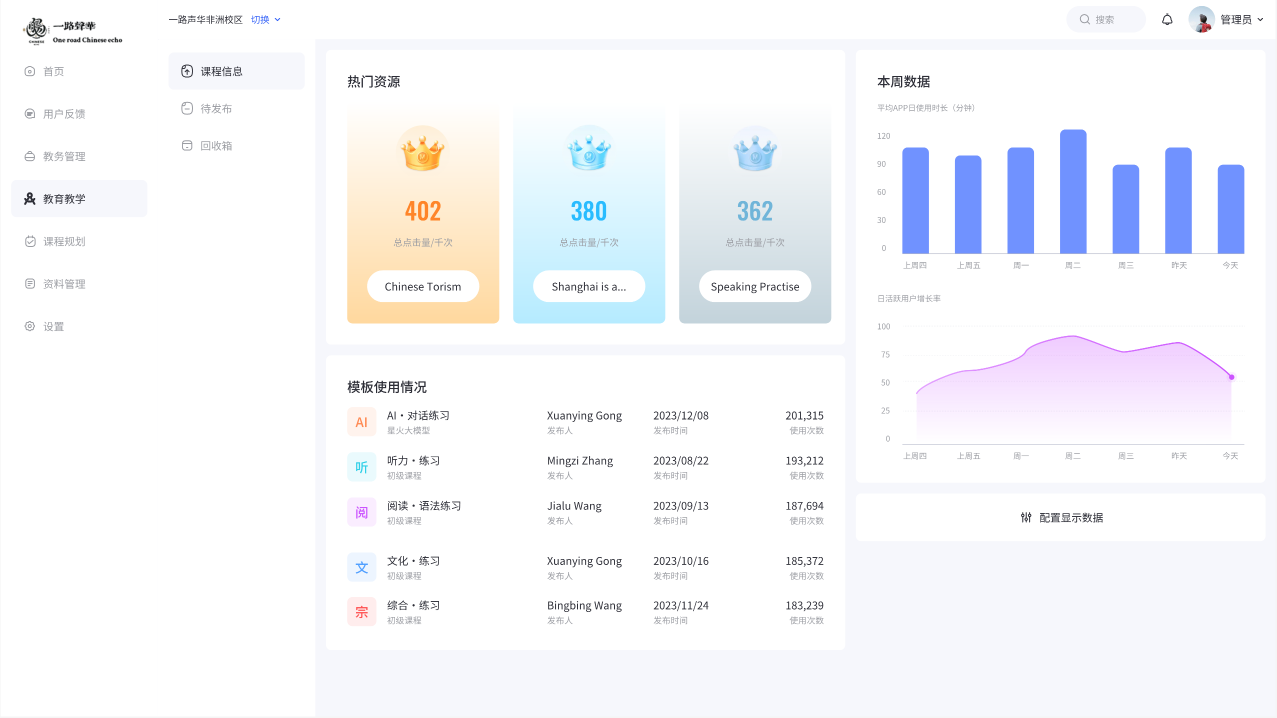 一路聲華
One road Chinese echo
一路声华非洲校区 切换
搜索
管理员
首页
用户反馈
教务管理
教育教学
课程规划
资料管理
设置
课程信息
待发布
回收箱
热门资源
402
总点击量/千次
Chinese Torism
380
总点击量/千次
Shanghai is a...
362
总点击量/千次
Speaking Practise
模板使用情况
AI
AI·对话练习 Xuanying Gong 2023/12/08 201,315
星火大模型 发布人 发布时间 使用次数
听
听力·练习 Mingzi Zhang 2023/08/22 193,212
初级课程 发布人 发布时间 使用次数
阅
阅读·语法练习 Jialu Wang 2023/09/13 187,694
初级课程 发布人 发布时间 使用次数
文
文化·练习 Xuanying Gong 2023/10/16 185,372
初级课程 发布人 发布时间 使用次数
宗
综合·练习 Bingbing Wang 2023/11/24 183,239
初级课程 发布人 发布时间 使用次数
本周数据
平均APP日使用时长（分钟）
120
90
60
30
0
上周四 上周五 周一 周二 周三 昨天 今天
日活跃用户增长率
100
75
50
25
0
上周四 上周五 周一 周二 周三 昨天 今天
配置显示数据